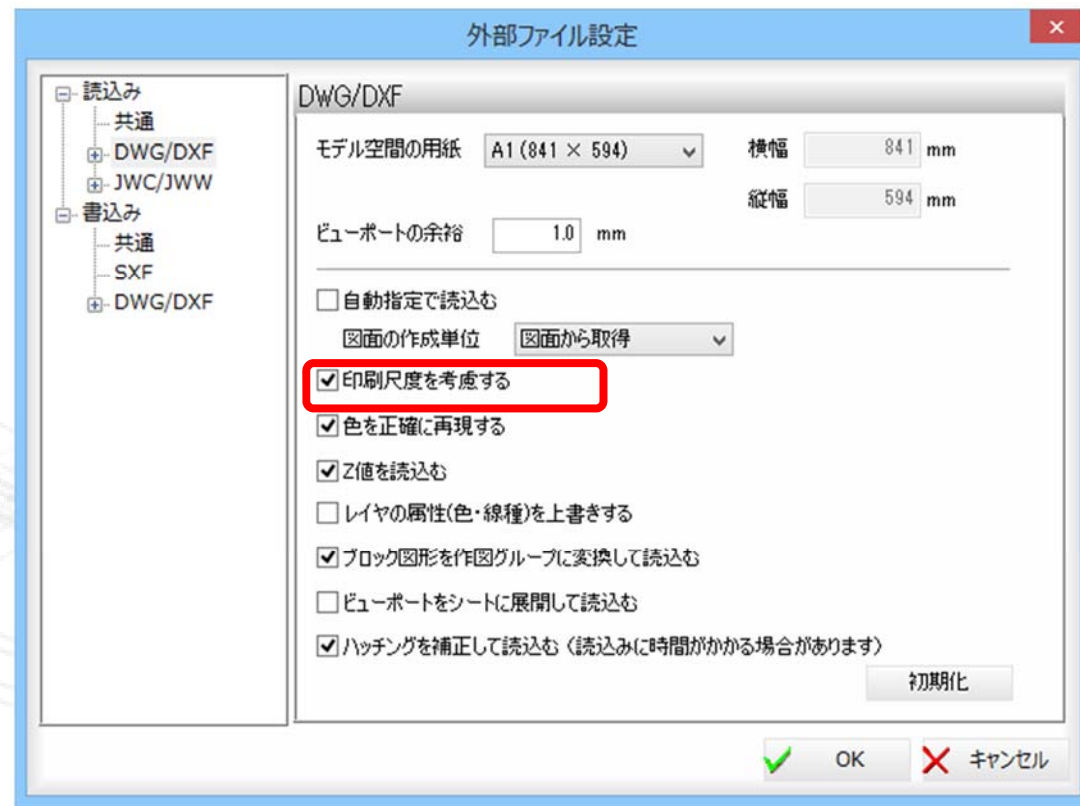 外部ファイル設定
読込み
共通
DWG/DXF
JWC/JWW
書込み
共通
SXF
DWG/DXF
DWG/DXF
モデル空間の用紙 A1(841 × 594) 横幅 841 mm
縦幅 594 mm
ビューポートの余裕 1.0 mm
自動指定で読込む
図面の作成単位 図面から取得
印刷尺度を考慮する
色を正確に再現する
Z値を読込む
レイヤの属性(色・線種)を上書きする
ブロック図形を作図グループに変換して読込む
ビューポートをシートに展開して読込む
ハッチングを補正して読込む（読込みに時間がかかる場合があります）
初期化
OK キャンセル